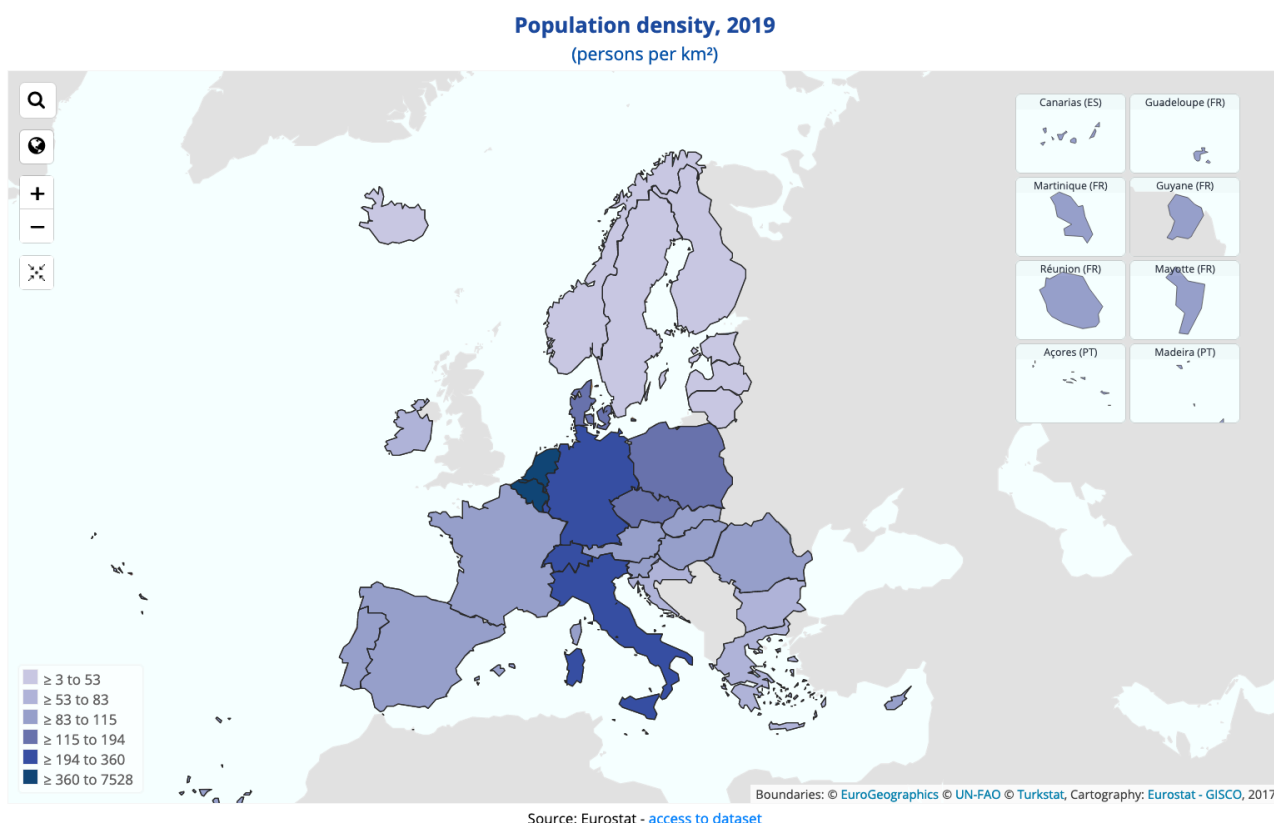 Population density, 2019
(persons per km²)
Canarias (ES)
Guadeloupe (FR)
Martinique (FR)
Guyane (FR)
Réunion (FR)
Mayotte (FR)
Açores (PT)
Madeira (PT)
+
−
≥ 3 to 53
≥ 53 to 83
≥ 83 to 115
≥ 115 to 194
≥ 194 to 360
≥ 360 to 7528
Boundaries: © EuroGeographics © UN-FAO © Turkstat, Cartography: Eurostat - GISCO, 2017
Source: Eurostat - access to dataset